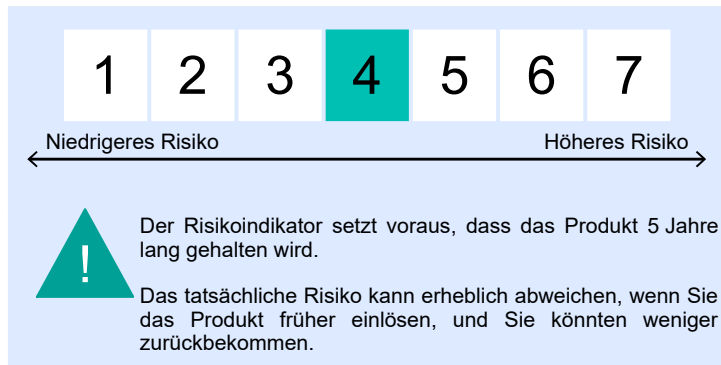 1 2 3 4 5 6 7
Niedrigeres Risiko Höheres Risiko
Der Risikoindikator setzt voraus, dass das Produkt 5 Jahre
lang gehalten wird.
!
Das tatsächliche Risiko kann erheblich abweichen, wenn Sie
das Produkt früher einlösen, und Sie könnten weniger
zurückbekommen.